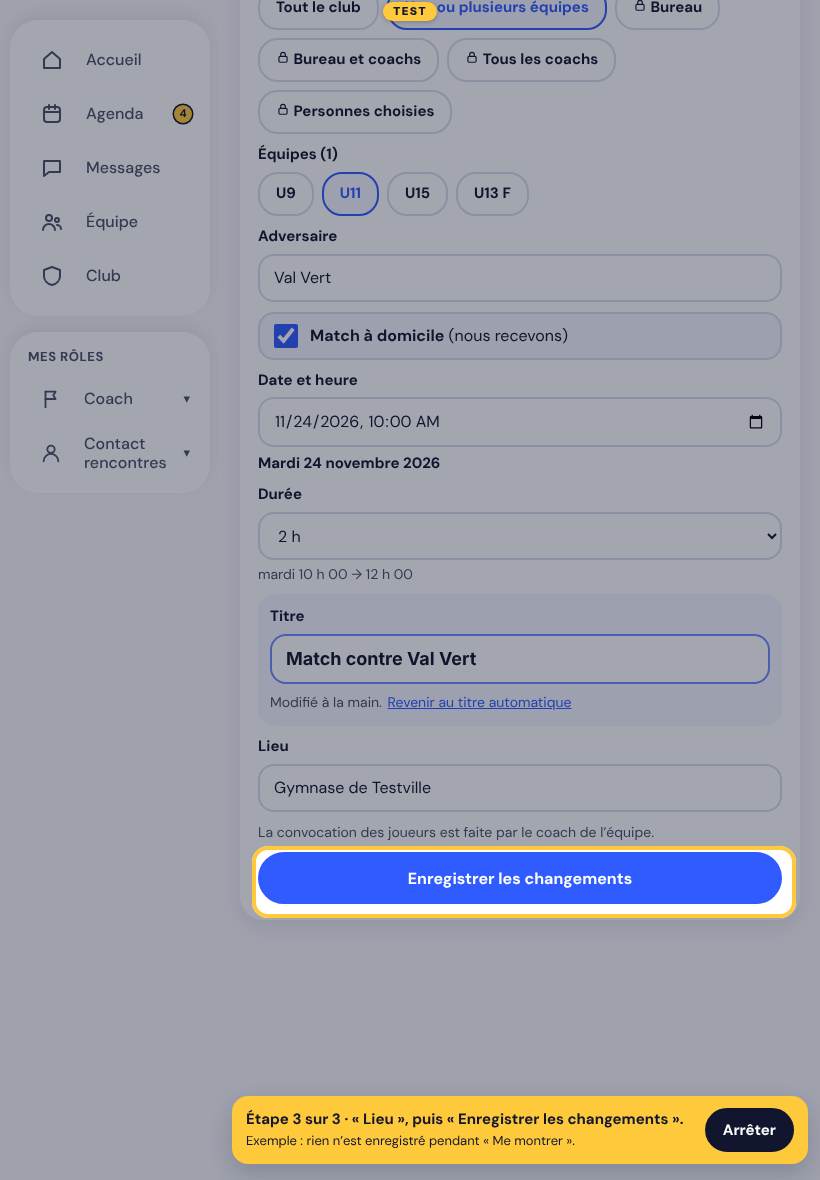 Accueil
Agenda
4
Messages
Équipe
Club
MES RÔLES
Coach
Contact
rencontres
TEST
Tout le club
ou plusieurs équipes
Bureau
Bureau et coachs
Tous les coachs
Personnes choisies
Équipes (1)
U9
U11
U15
U13 F
Adversaire
Val Vert
Match à domicile (nous recevons)
Date et heure
11/24/2026, 10:00 AM
Mardi 24 novembre 2026
Durée
2 h
mardi 10 h 00 → 12 h 00
Titre
Match contre Val Vert
Modifié à la main. Revenir au titre automatique
Lieu
Gymnase de Testville
La convocation des joueurs est faite par le coach de l’équipe.
Enregistrer les changements
Étape 3 sur 3 · « Lieu », puis « Enregistrer les changements ».
Exemple : rien n’est enregistré pendant « Me montrer ».
Arrêter